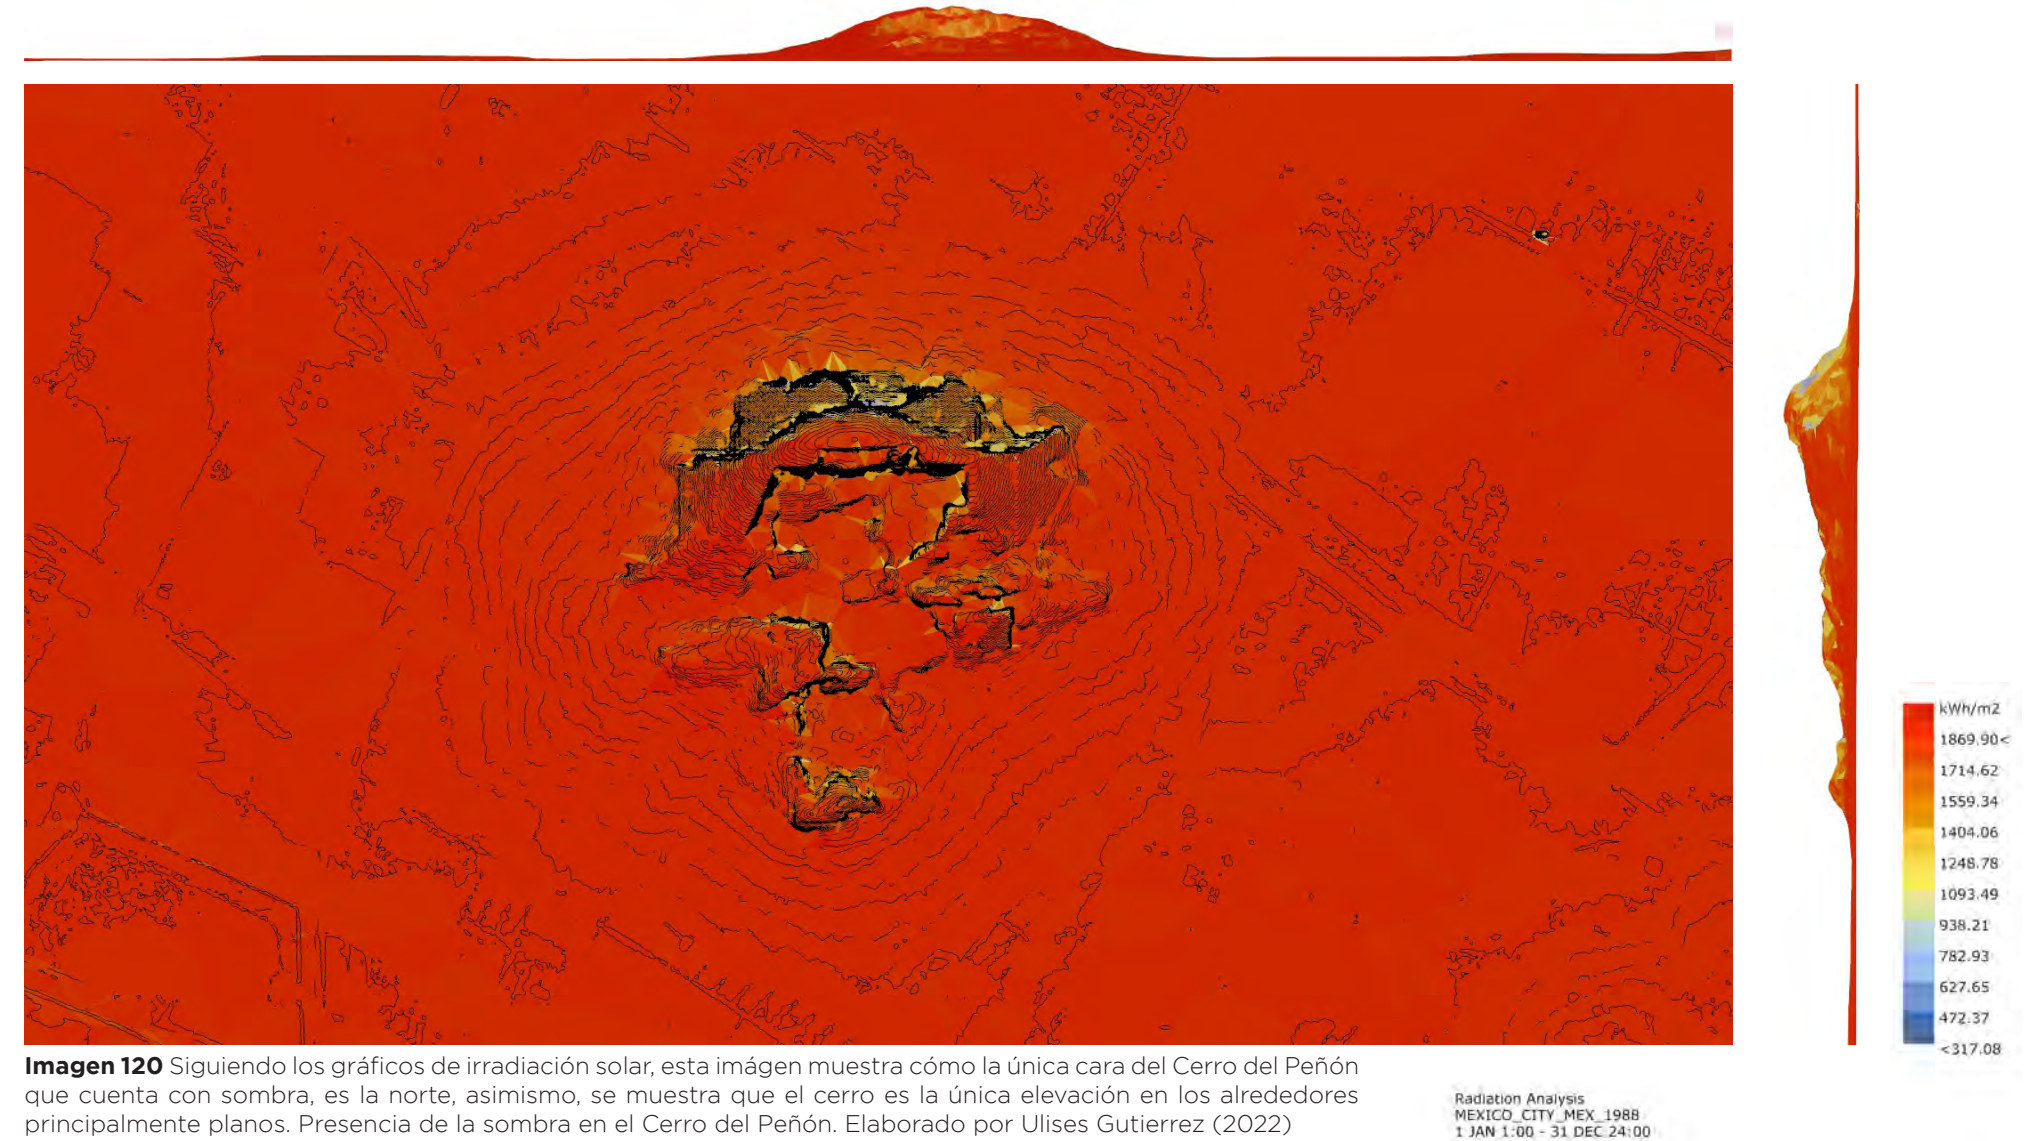 kWh/m2
1869.90<
1714.62
1559.34
1404.06
1248.78
1093.49
938.21
782.93
627.65
472.37
<317.08
Imagen 120 Siguiendo los gráficos de irradiación solar, esta imágen muestra cómo la única cara del Cerro del Peñón
que cuenta con sombra, es la norte, asimismo, se muestra que el cerro es la única elevación en los alrededores
principalmente planos. Presencia de la sombra en el Cerro del Peñón. Elaborado por Ulises Gutierrez (2022)
Radiation Analysis
MEXICO_CITY_MEX_1988
1 JAN 1:00 - 31 DEC 24:00